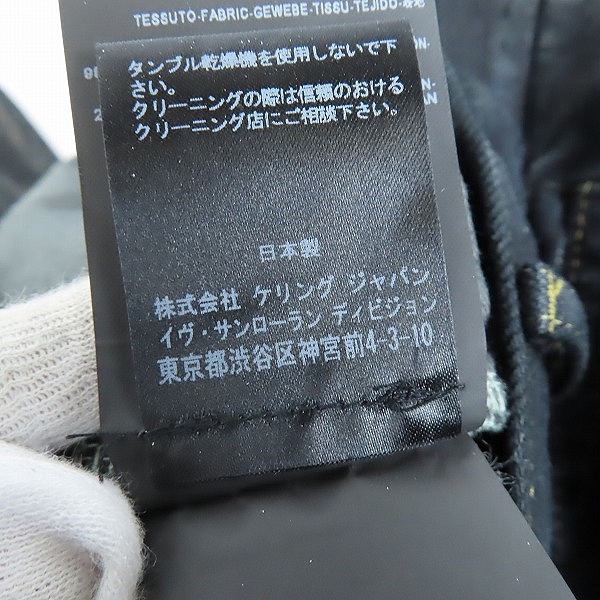 TESSUTO-FABRIC-GEWEBE-TISSU-TEJIDO-表地
タンブル乾燥機を使用しないで下
さい。
クリーニングの際は信頼のおける
クリーニング店にご相談下さい。
日本製
株式会社 ケリング ジャパン
イヴ・サンローラン ディビジョン
東京都渋谷区神宮前4-3-10